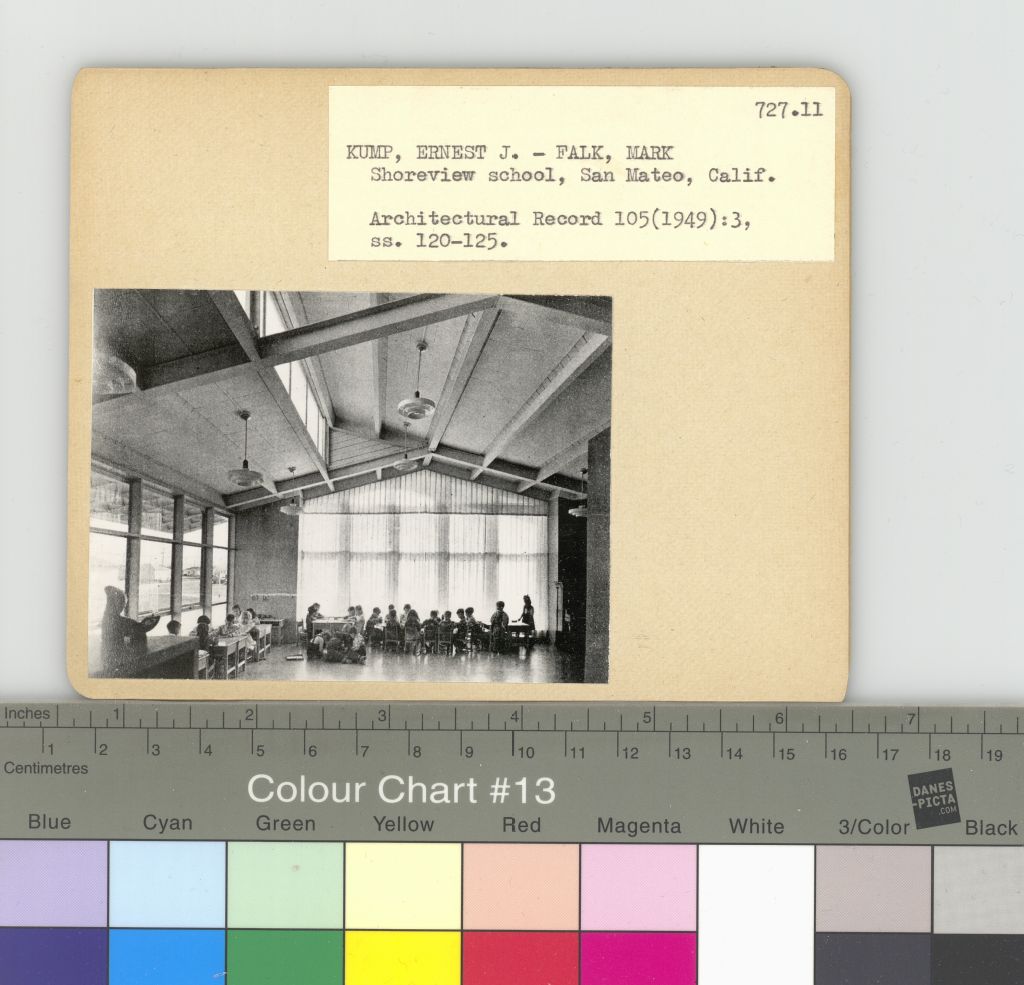 727.11
KUMP, ERNEST J. - FALK, MARK
Shoreview school, San Mateo, Calif.
Architectural Record 105(1949):3,
ss. 120-125.
Inches 1 2 3 4 5 6 7
1 2 3 4 5 6 7 8 9 10 11 12 13 14 15 16 17 18 19
Centimetres
Colour Chart #13
DANES
-PICTA
.COM
Blue Cyan Green Yellow Red Magenta White 3/Color Black